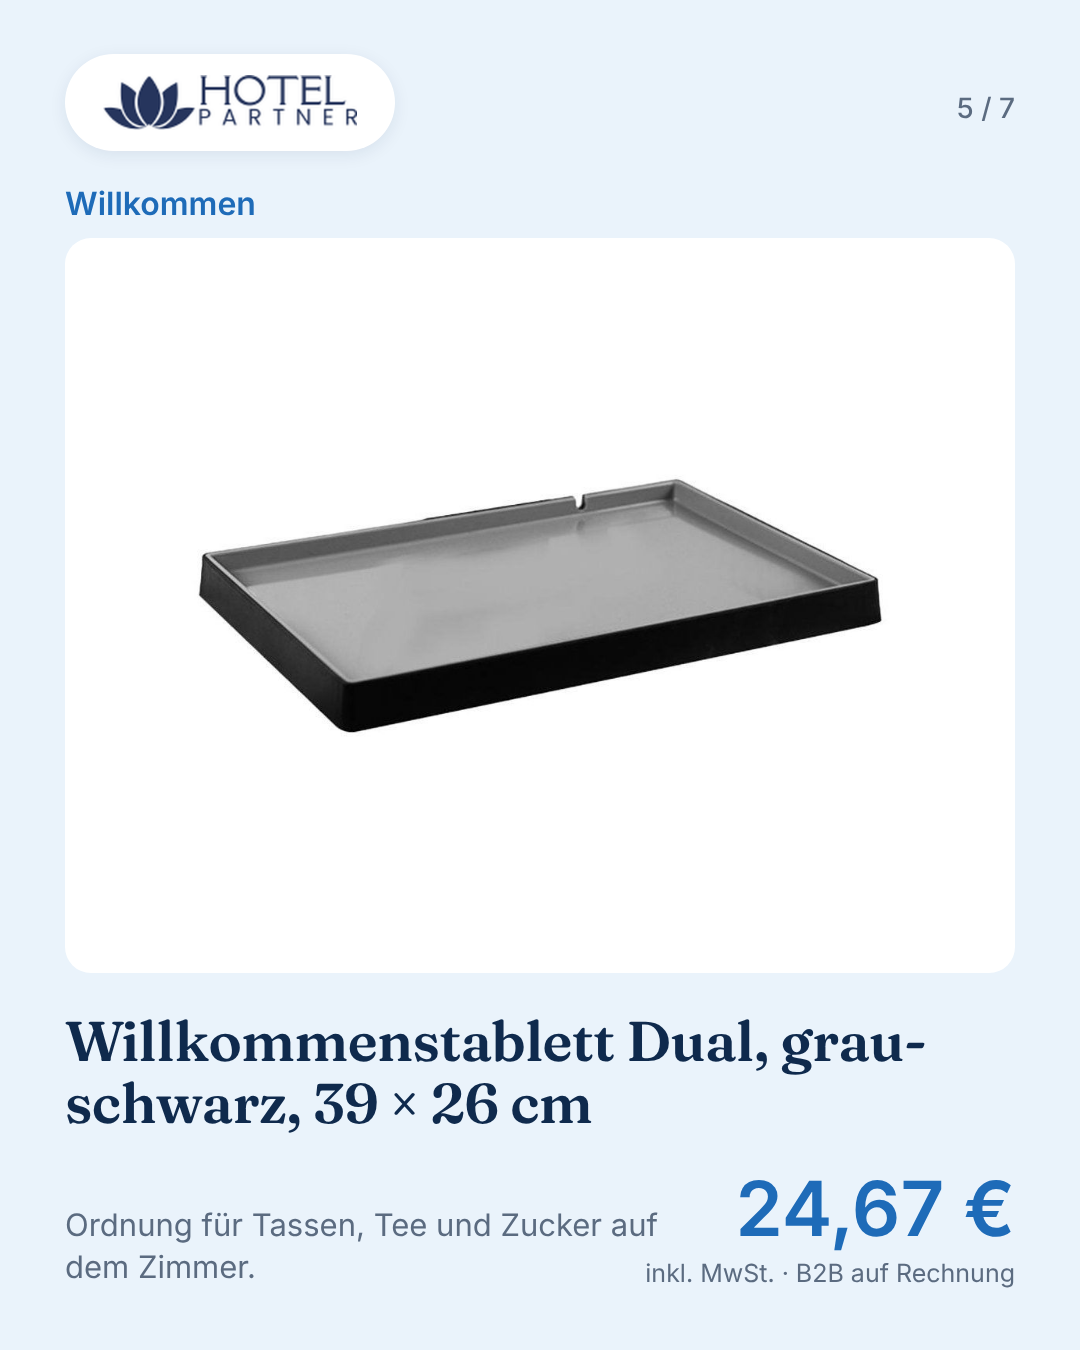 HOTEL
PARTNER
5 / 7
Willkommen
Willkommenstablett Dual, grau-
schwarz, 39 × 26 cm
Ordnung für Tassen, Tee und Zucker auf
dem Zimmer.
24,67 €
inkl. MwSt. · B2B auf Rechnung